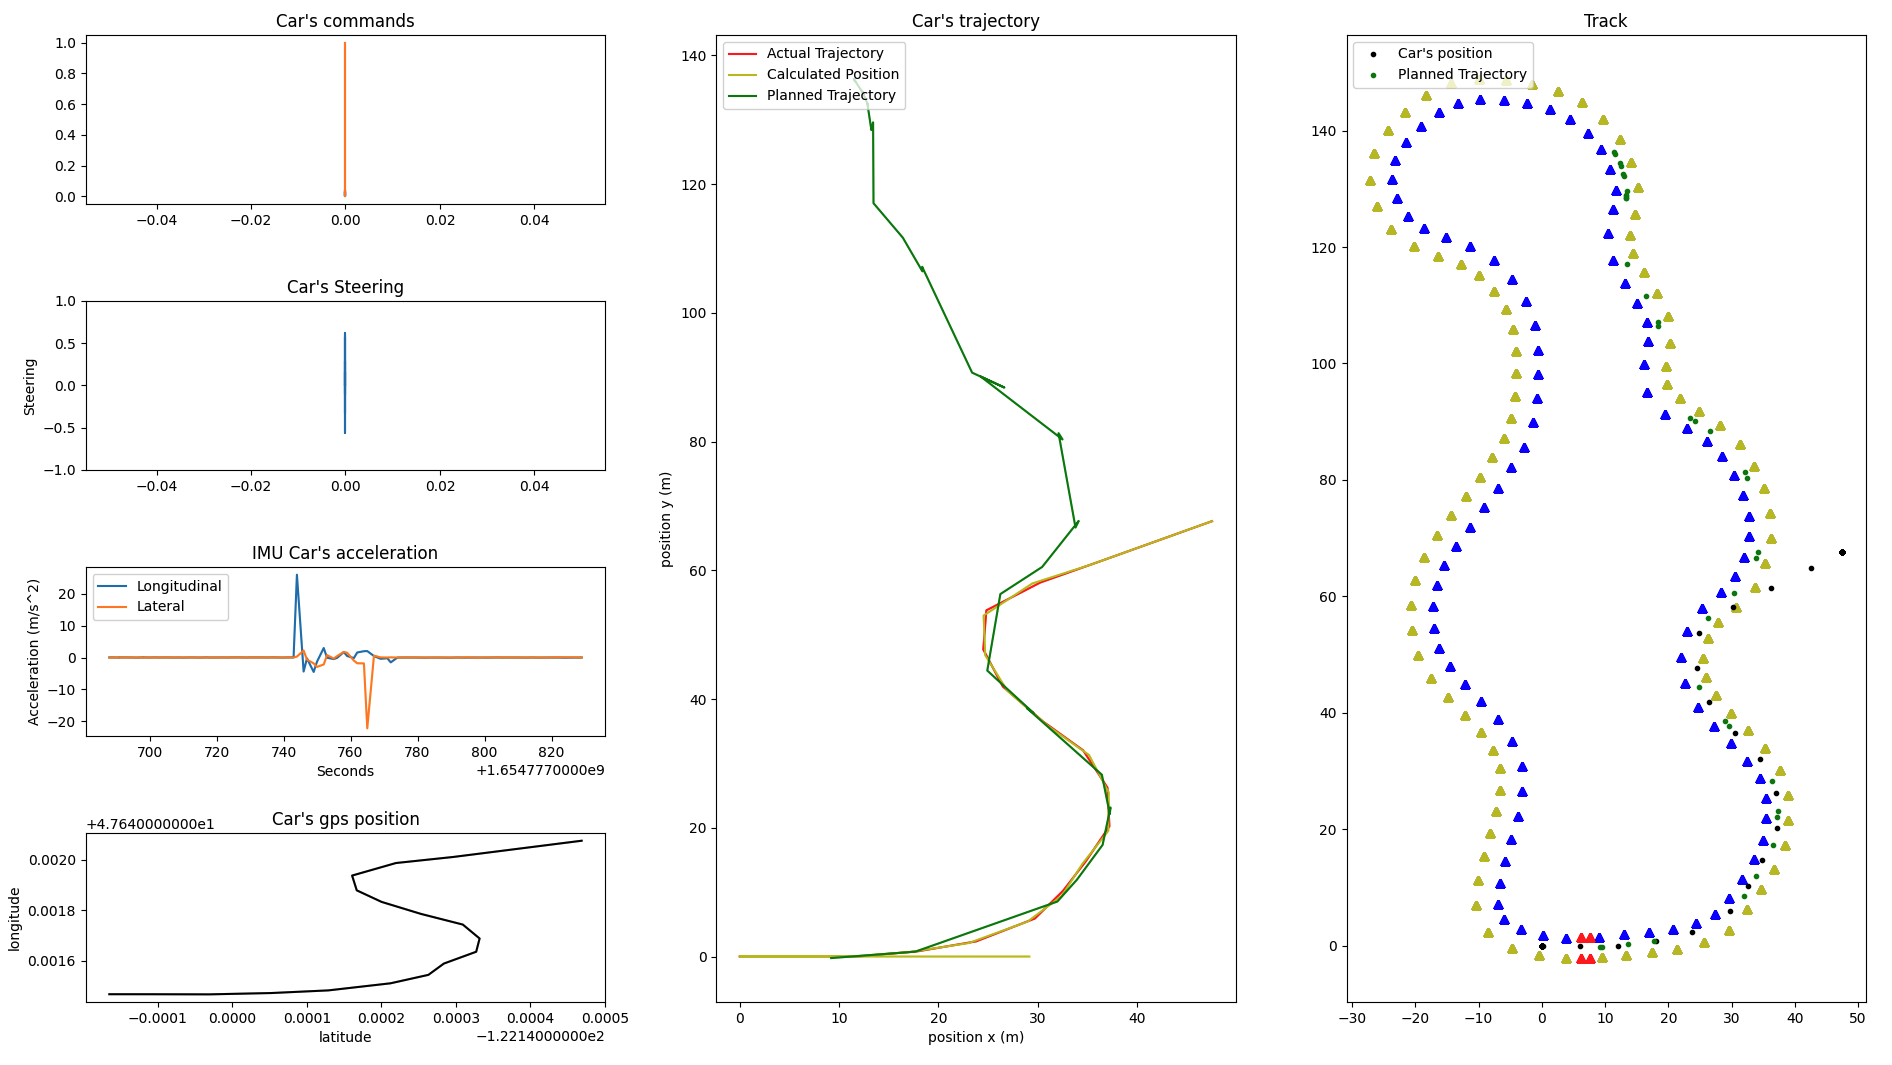 Car's commands
1.0
0.8
0.6
0.4
0.2
0.0
−0.04 −0.02 0.00 0.02 0.04
Car's Steering
Steering
1.0
0.5
0.0
−0.5
−1.0
−0.04 −0.02 0.00 0.02 0.04
IMU Car's acceleration
Acceleration (m/s^2)
Longitudinal
Lateral
20
10
0
−10
−20
700 720 740 760 780 800 820
Seconds
+1.6547770000e9
Car's gps position
+4.7640000000e1
longitude
0.0020
0.0018
0.0016
−0.0001 0.0000 0.0001 0.0002 0.0003 0.0004 0.0005
latitude
−1.2214000000e2
Car's trajectory
Actual Trajectory
Calculated Position
Planned Trajectory
position y (m)
140
120
100
80
60
40
20
0
0 10 20 30 40
position x (m)
Track
Car's position
Planned Trajectory
140
120
100
80
60
40
20
0
−30 −20 −10 0 10 20 30 40 50